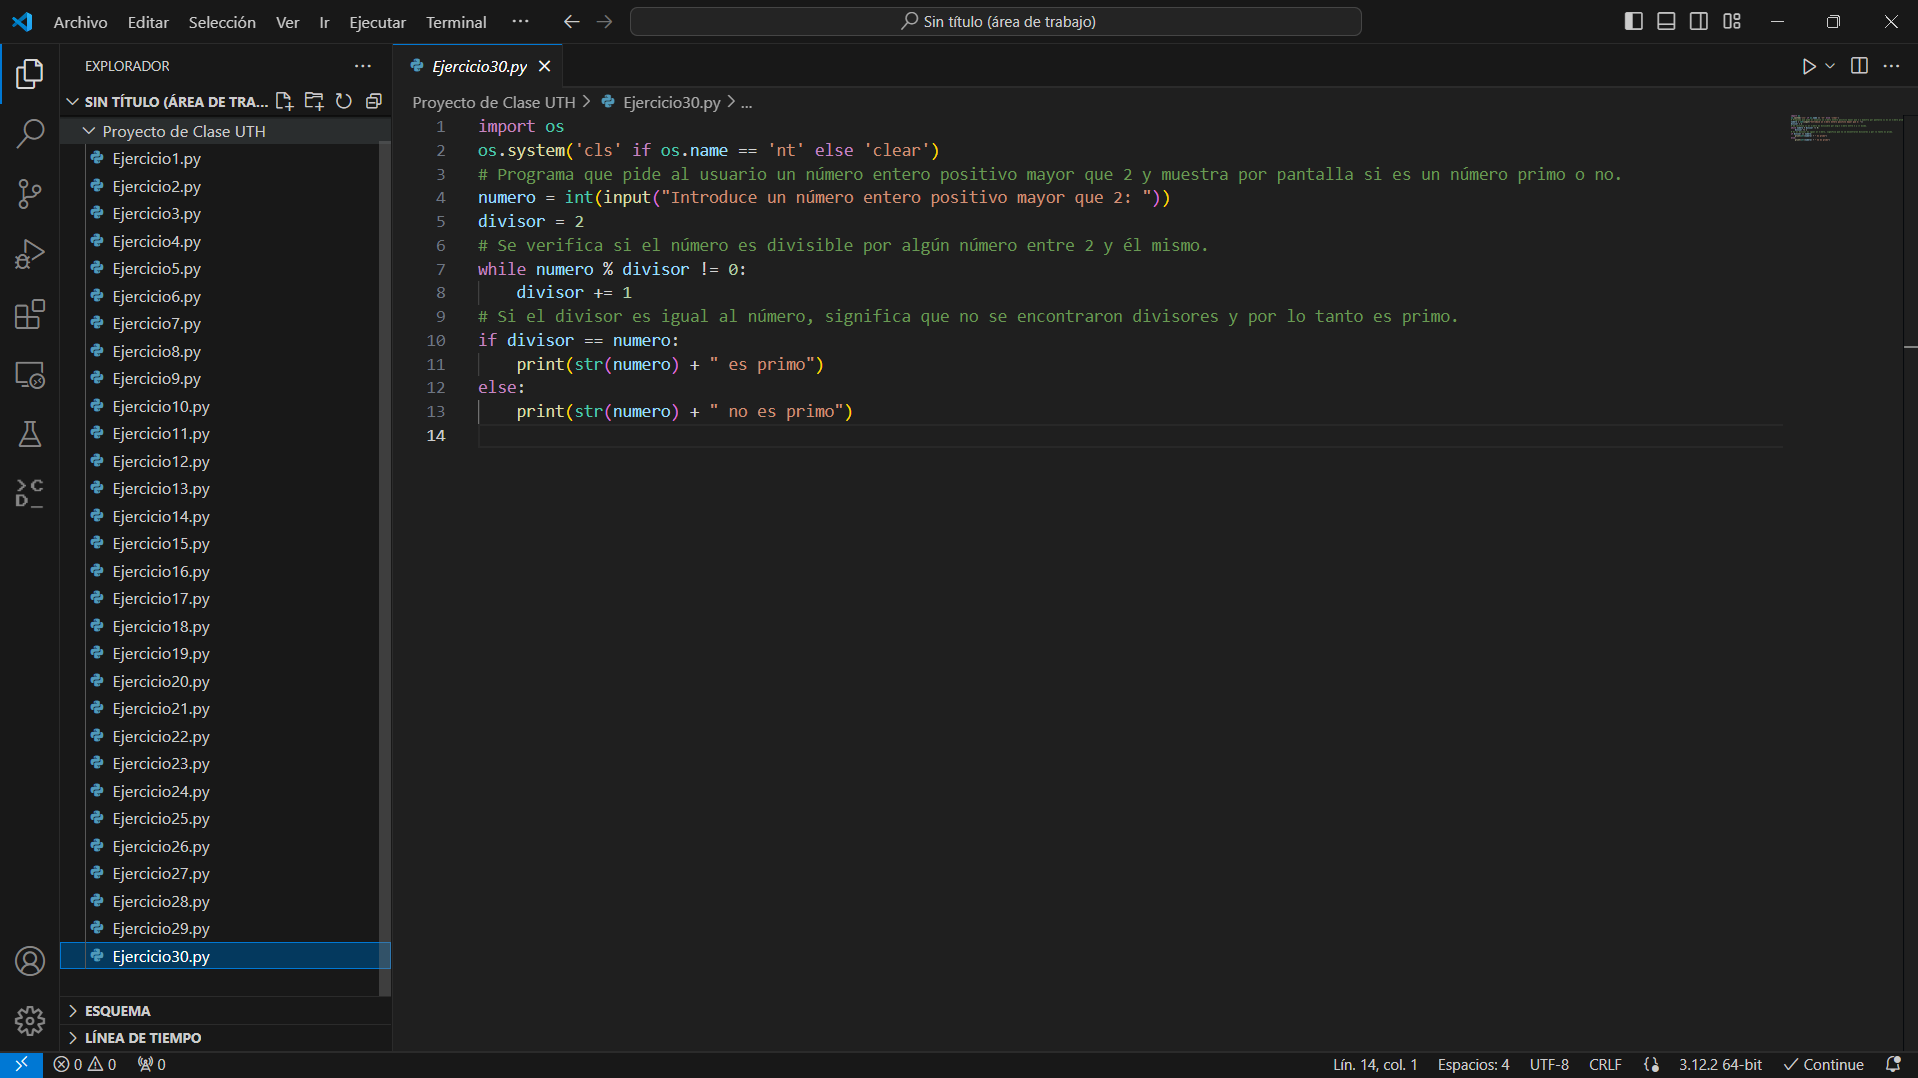 Archivo Editar Selección Ver Ir Ejecutar Terminal ··· Sin título (área de trabajo)
EXPLORADOR ···
SIN TÍTULO (ÁREA DE TRA...
Proyecto de Clase UTH
Ejercicio1.py
Ejercicio2.py
Ejercicio3.py
Ejercicio4.py
Ejercicio5.py
Ejercicio6.py
Ejercicio7.py
Ejercicio8.py
Ejercicio9.py
Ejercicio10.py
Ejercicio11.py
Ejercicio12.py
Ejercicio13.py
Ejercicio14.py
Ejercicio15.py
Ejercicio16.py
Ejercicio17.py
Ejercicio18.py
Ejercicio19.py
Ejercicio20.py
Ejercicio21.py
Ejercicio22.py
Ejercicio23.py
Ejercicio24.py
Ejercicio25.py
Ejercicio26.py
Ejercicio27.py
Ejercicio28.py
Ejercicio29.py
Ejercicio30.py
ESQUEMA
LÍNEA DE TIEMPO
Ejercicio30.py
Proyecto de Clase UTH > Ejercicio30.py > ...
1 import os
2 os.system('cls' if os.name == 'nt' else 'clear')
3 # Programa que pide al usuario un número entero positivo mayor que 2 y muestra por pantalla si es un número primo o no.
4 numero = int(input("Introduce un número entero positivo mayor que 2: "))
5 divisor = 2
6 # Se verifica si el número es divisible por algún número entre 2 y él mismo.
7 while numero % divisor != 0:
8     divisor += 1
9 # Si el divisor es igual al número, significa que no se encontraron divisores y por lo tanto es primo.
10 if divisor == numero:
11     print(str(numero) + " es primo")
12 else:
13     print(str(numero) + " no es primo")
14
0 0 0 Lín. 14, col. 1 Espacios: 4 UTF-8 CRLF 3.12.2 64-bit Continue